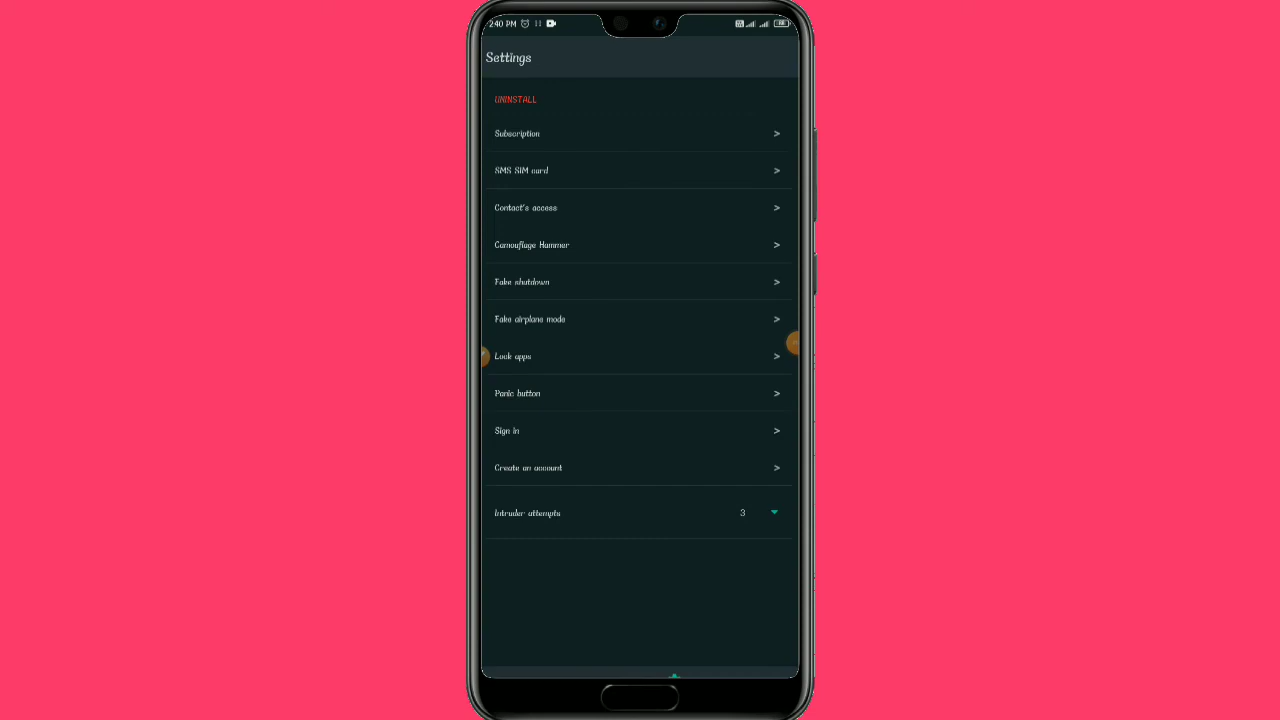 2:40 PM
Settings
UNINSTALL
Subscription >
SMS SIM card >
Contact's access >
Camouflage Hammer >
Fake shutdown >
Fake airplane mode >
Lock apps >
Panic button >
Sign in >
Create an account >
Intruder attempts 3